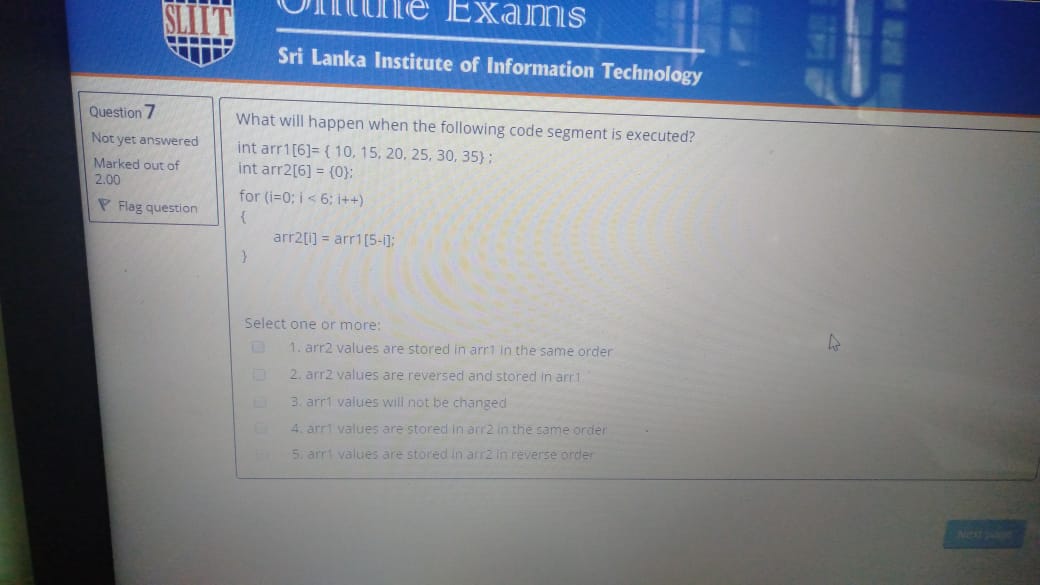 SLIIT
Online Exams
Sri Lanka Institute of Information Technology
Question 7
Not yet answered
Marked out of
2.00
Flag question
What will happen when the following code segment is executed?
int arr1[6]= { 10, 15, 20, 25, 30, 35} ;
int arr2[6] = {0};
for (i=0; i < 6; i++)
{
arr2[i] = arr1[5-i];
}
Select one or more:
1. arr2 values are stored in arr1 in the same order
2. arr2 values are reversed and stored in arr1
3. arr1 values will not be changed
4. arr1 values are stored in arr2 in the same order
5. arr1 values are stored in arr2 in reverse order
Next page